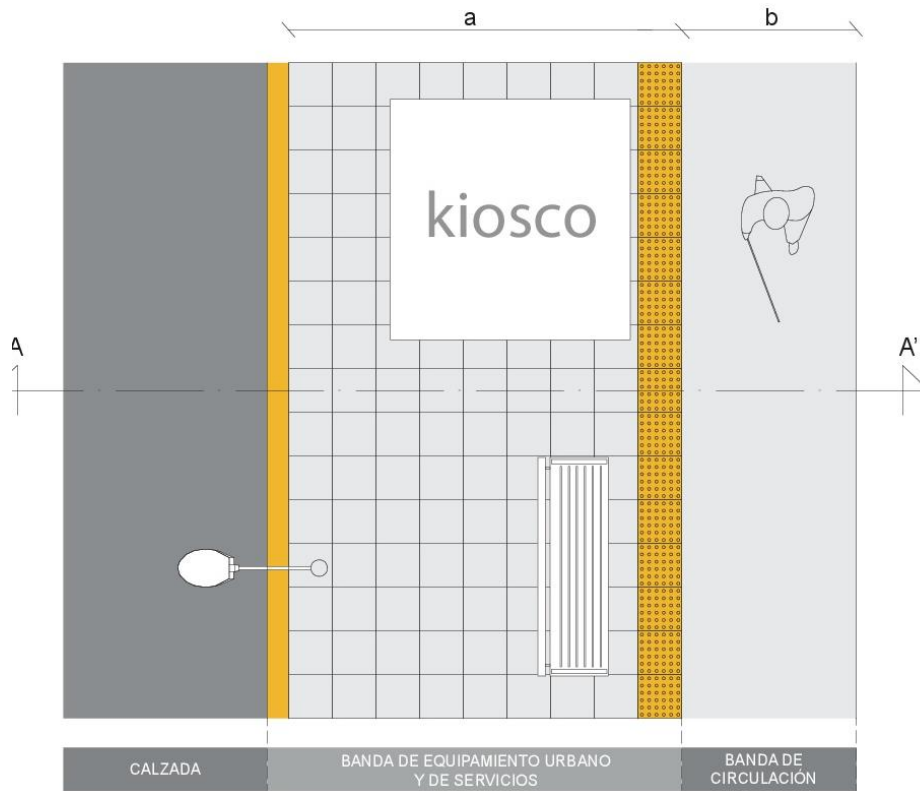 a
b
kiosco
A
A'
CALZADA
BANDA DE EQUIPAMIENTO URBANO
Y DE SERVICIOS
BANDA DE
CIRCULACIÓN